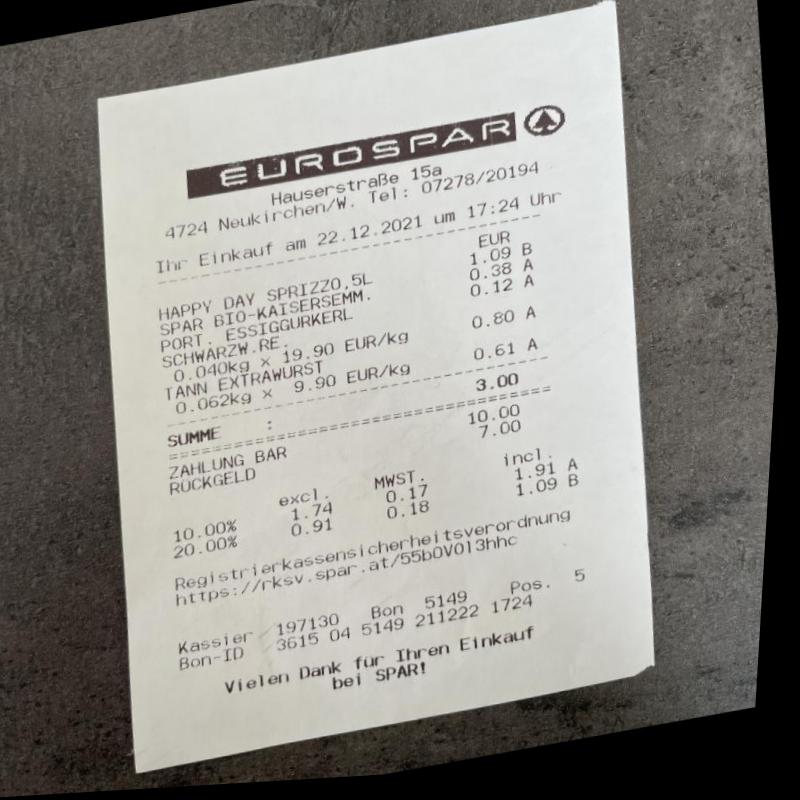 EUROSPAR
Hauserstraße 15a
4724 Neukirchen/W. Tel: 07278/20194
Ihr Einkauf am 22.12.2021 um 17:24 Uhr
EUR
HAPPY DAY SPRIZZ0,5L 1.09 B
SPAR BIO-KAISERSEMM. 0.38 A
PORT. ESSIGGURKERL 0.12 A
SCHWARZW.RE.
0.040kg x 19.90 EUR/kg 0.80 A
TANN EXTRAWURST
0.062kg x 9.90 EUR/kg 0.61 A
SUMME : 3.00
ZAHLUNG BAR 10.00
RÜCKGELD 7.00
excl. MWST. incl.
10.00% 1.74 0.17 1.91 A
20.00% 0.91 0.18 1.09 B
Registrierkassensicherheitsverordnung
https://rksv.spar.at/55b0V0l3hhc
Kassier 197130 Bon 5149 Pos. 5
Bon-ID 3615 04 5149 211222 1724
Vielen Dank für Ihren Einkauf
bei SPAR!